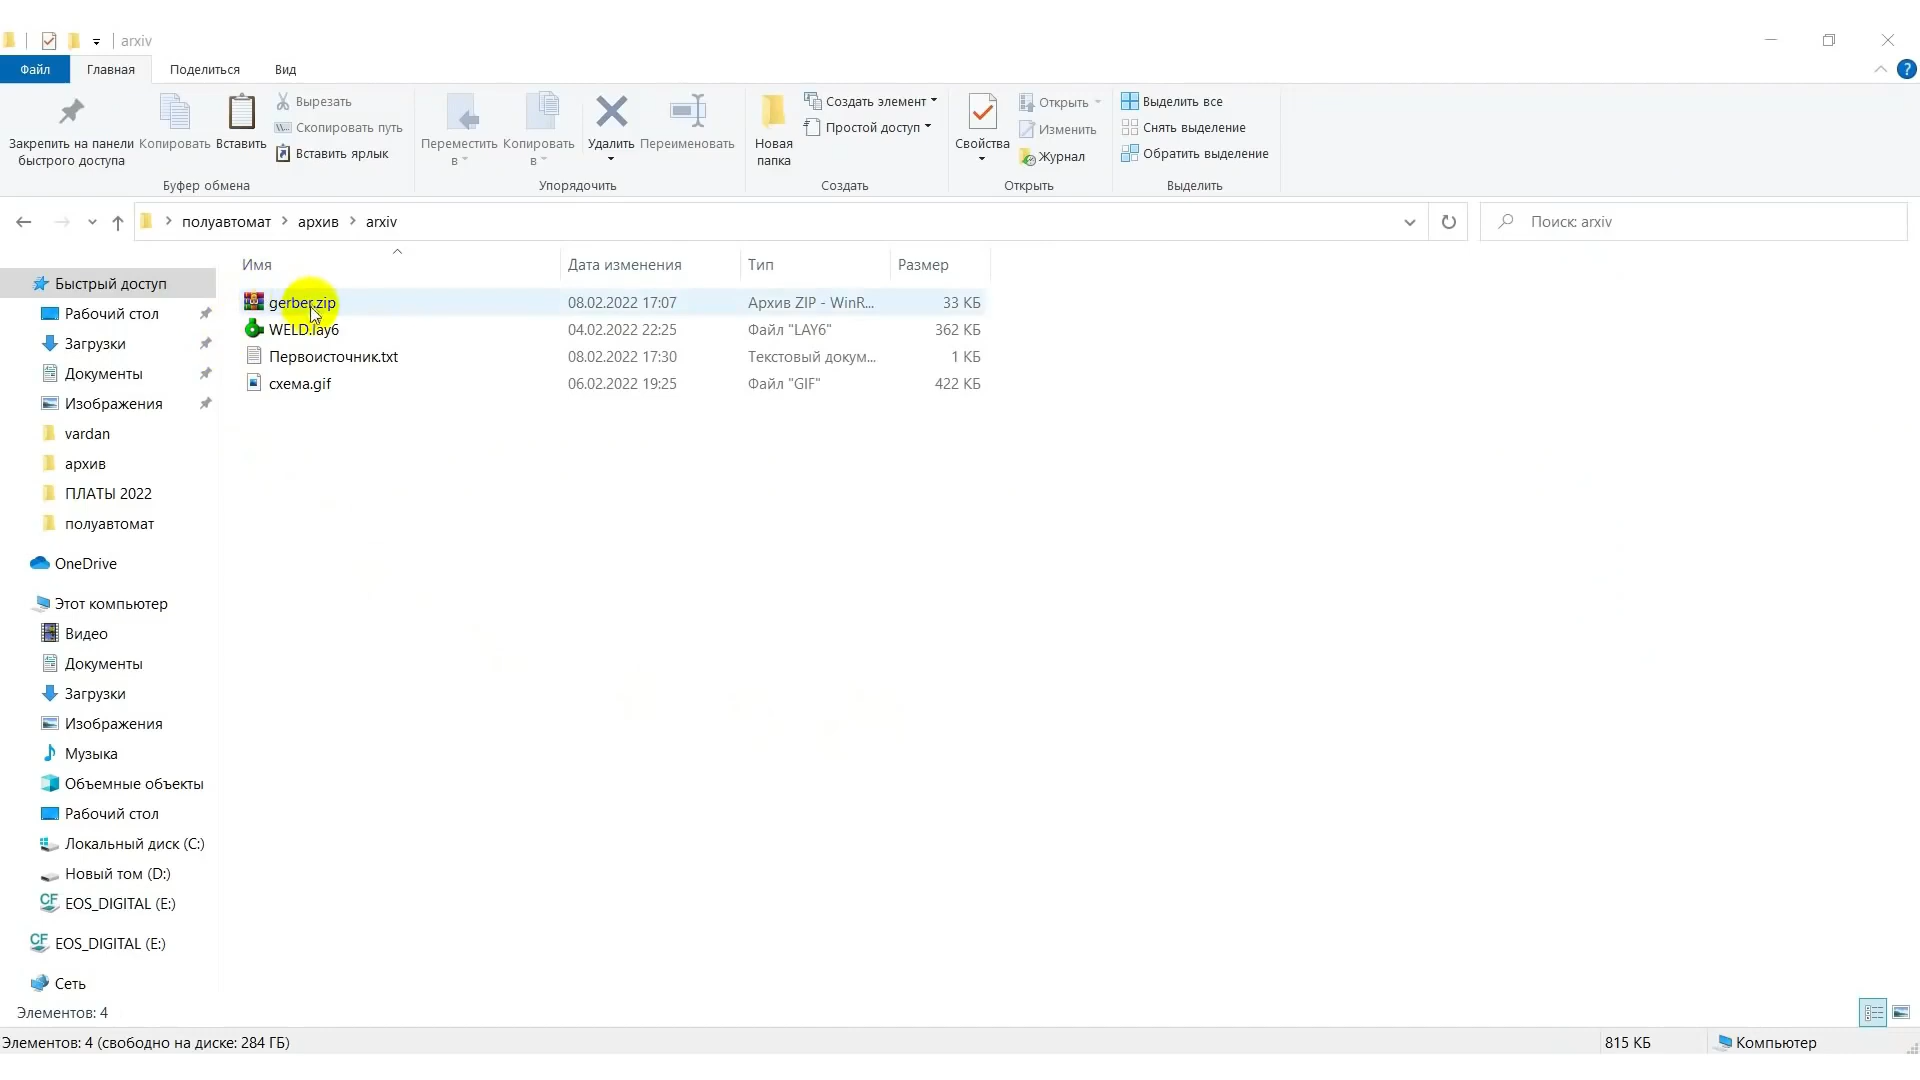 arxiv
Файл Главная Поделиться Вид
Закрепить на панели быстрого доступа
Копировать
Вставить
Вырезать
Скопировать путь
Вставить ярлык
Буфер обмена
Переместить в
Копировать в
Удалить
Переименовать
Упорядочить
Новая папка
Создать элемент
Простой доступ
Создать
Свойства
Открыть
Изменить
Журнал
Открыть
Выделить все
Снять выделение
Обратить выделение
Выделить
полуавтомат архив arxiv
Поиск: arxiv
Имя Дата изменения Тип Размер
gerber.zip 08.02.2022 17:07 Архив ZIP - WinR... 33 КБ
WELD.lay6 04.02.2022 22:25 Файл "LAY6" 362 КБ
Первоисточник.txt 08.02.2022 17:30 Текстовый докум... 1 КБ
схема.gif 06.02.2022 19:25 Файл "GIF" 422 КБ
Быстрый доступ
Рабочий стол
Загрузки
Документы
Изображения
vardan
архив
ПЛАТЫ 2022
полуавтомат
OneDrive
Этот компьютер
Видео
Документы
Загрузки
Изображения
Музыка
Объемные объекты
Рабочий стол
Локальный диск (C:)
Новый том (D:)
EOS_DIGITAL (E:)
EOS_DIGITAL (E:)
Сеть
Элементов: 4
Элементов: 4 (свободно на диске: 284 ГБ) 815 КБ Компьютер